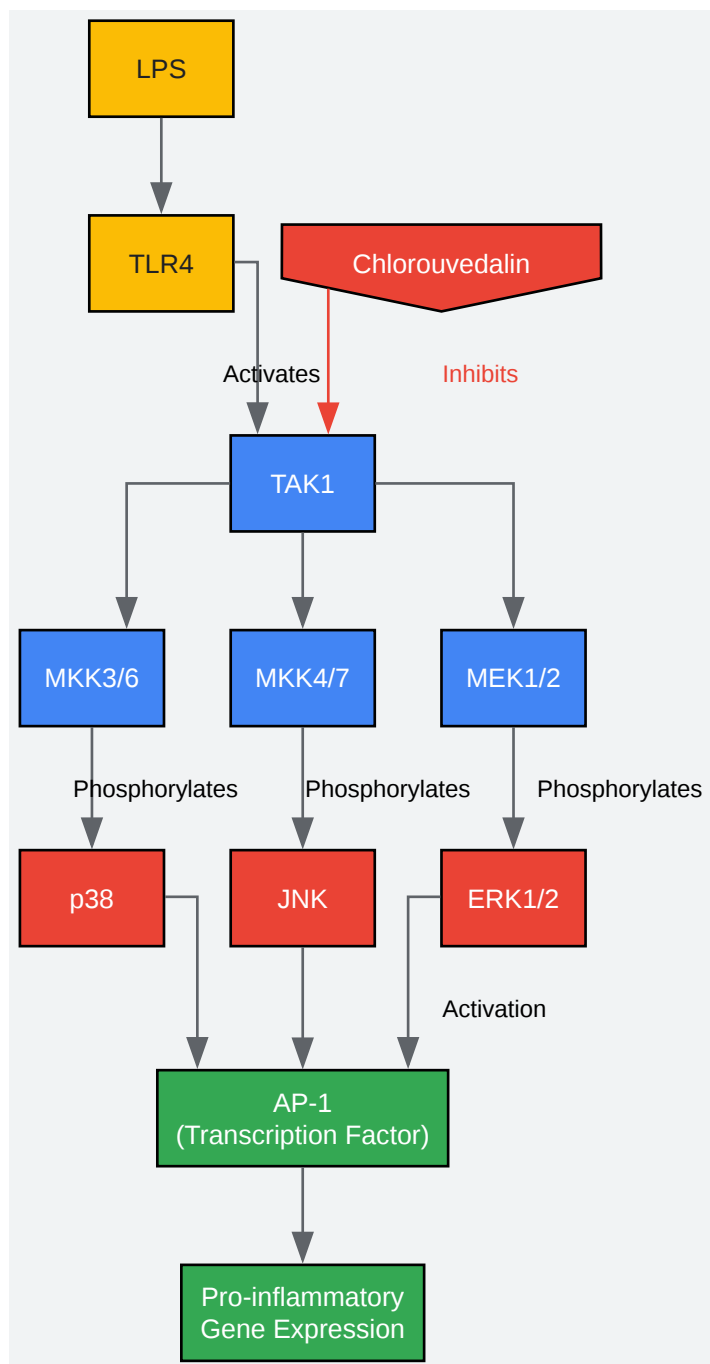 LPS
TLR4
Chlorouvedalin
Activates
Inhibits
TAK1
MKK3/6
MKK4/7
MEK1/2
Phosphorylates
Phosphorylates
Phosphorylates
p38
JNK
ERK1/2
Activation
AP-1
(Transcription Factor)
Pro-inflammatory
Gene Expression